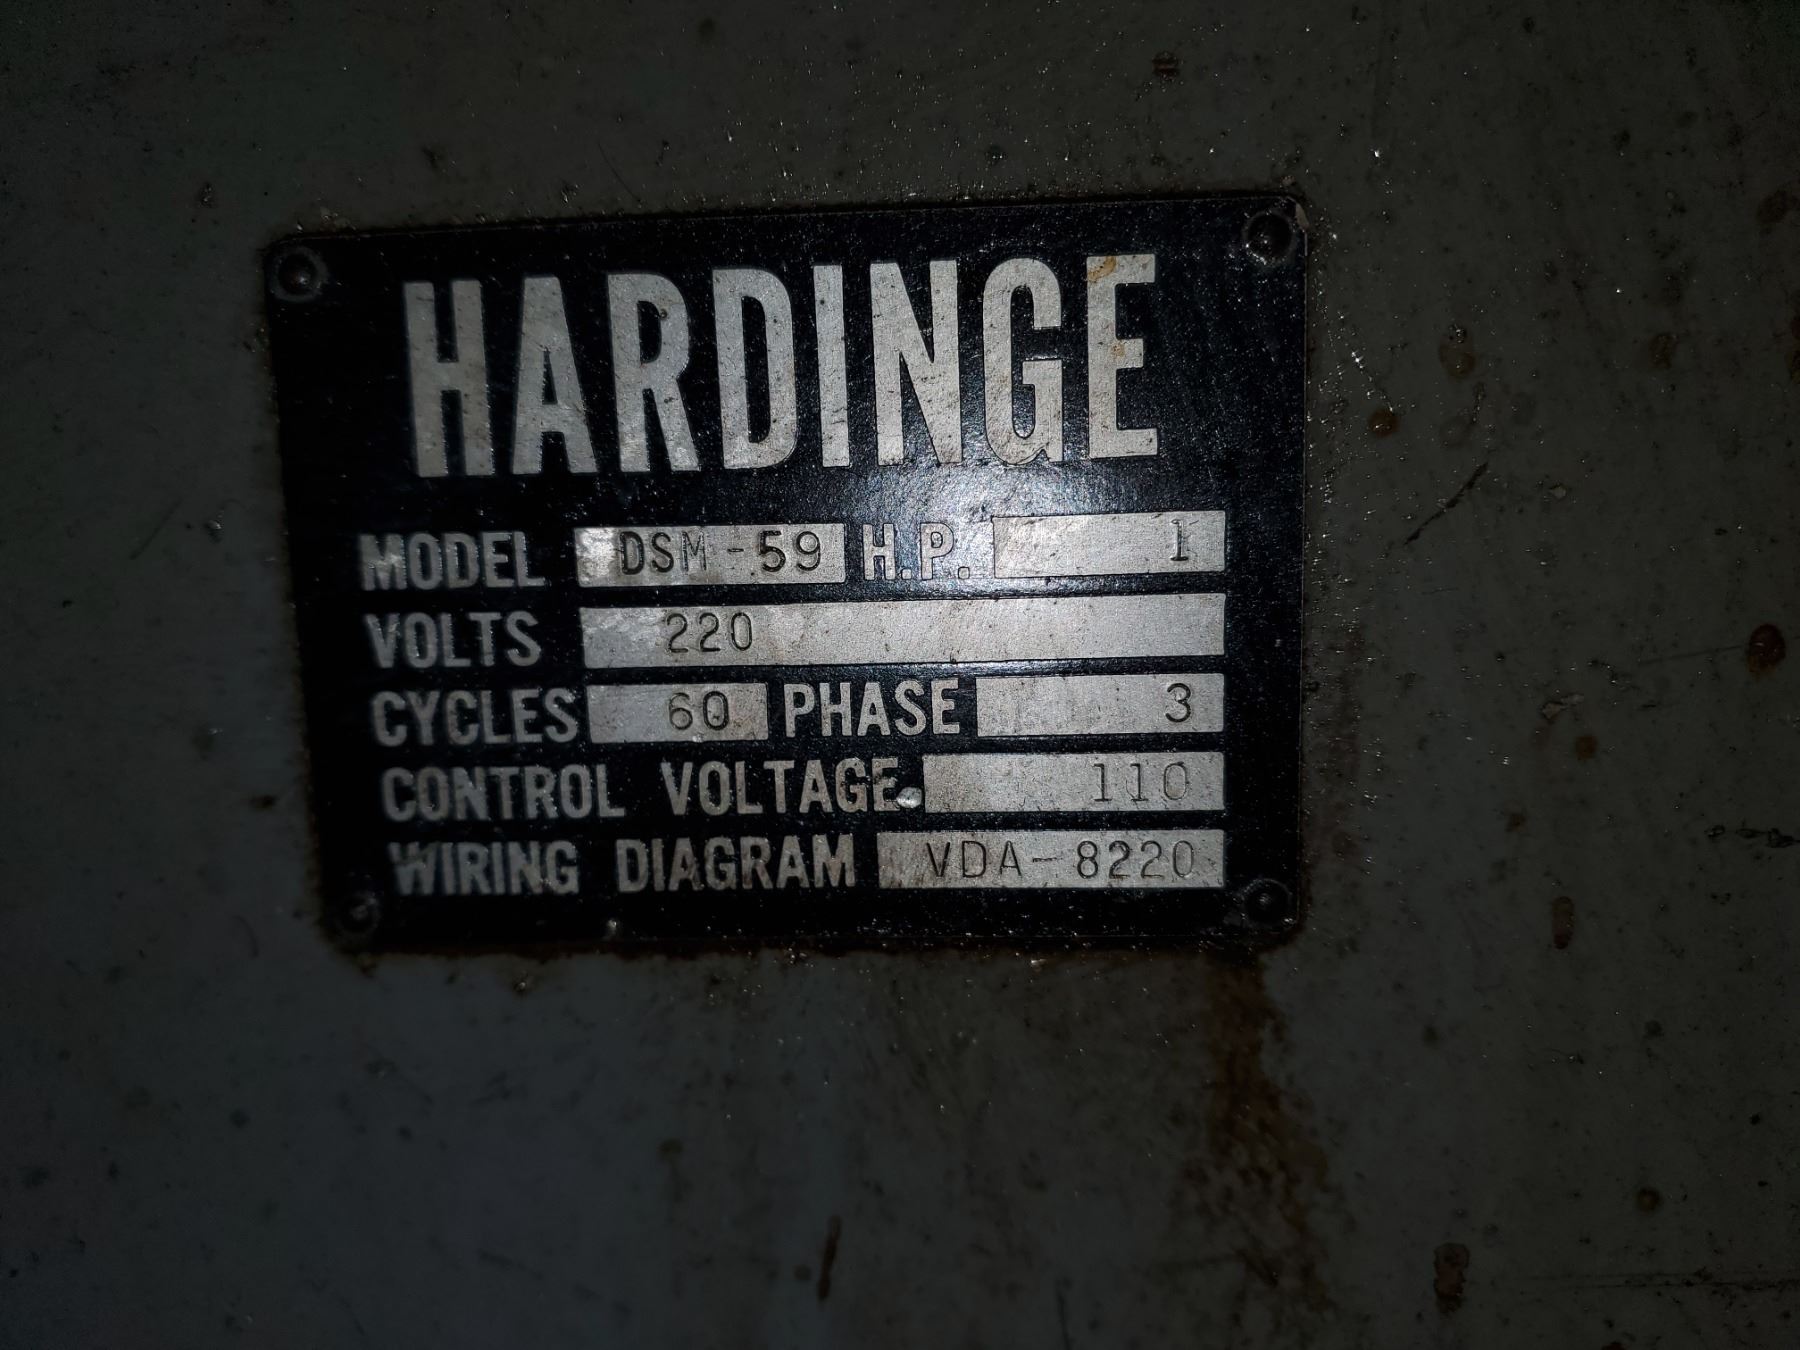 HARDINGE
MODEL DSM-59 H.P. 1
VOLTS 220
CYCLES 60 PHASE 3
CONTROL VOLTAGE. 110
WIRING DIAGRAM VDA-8220